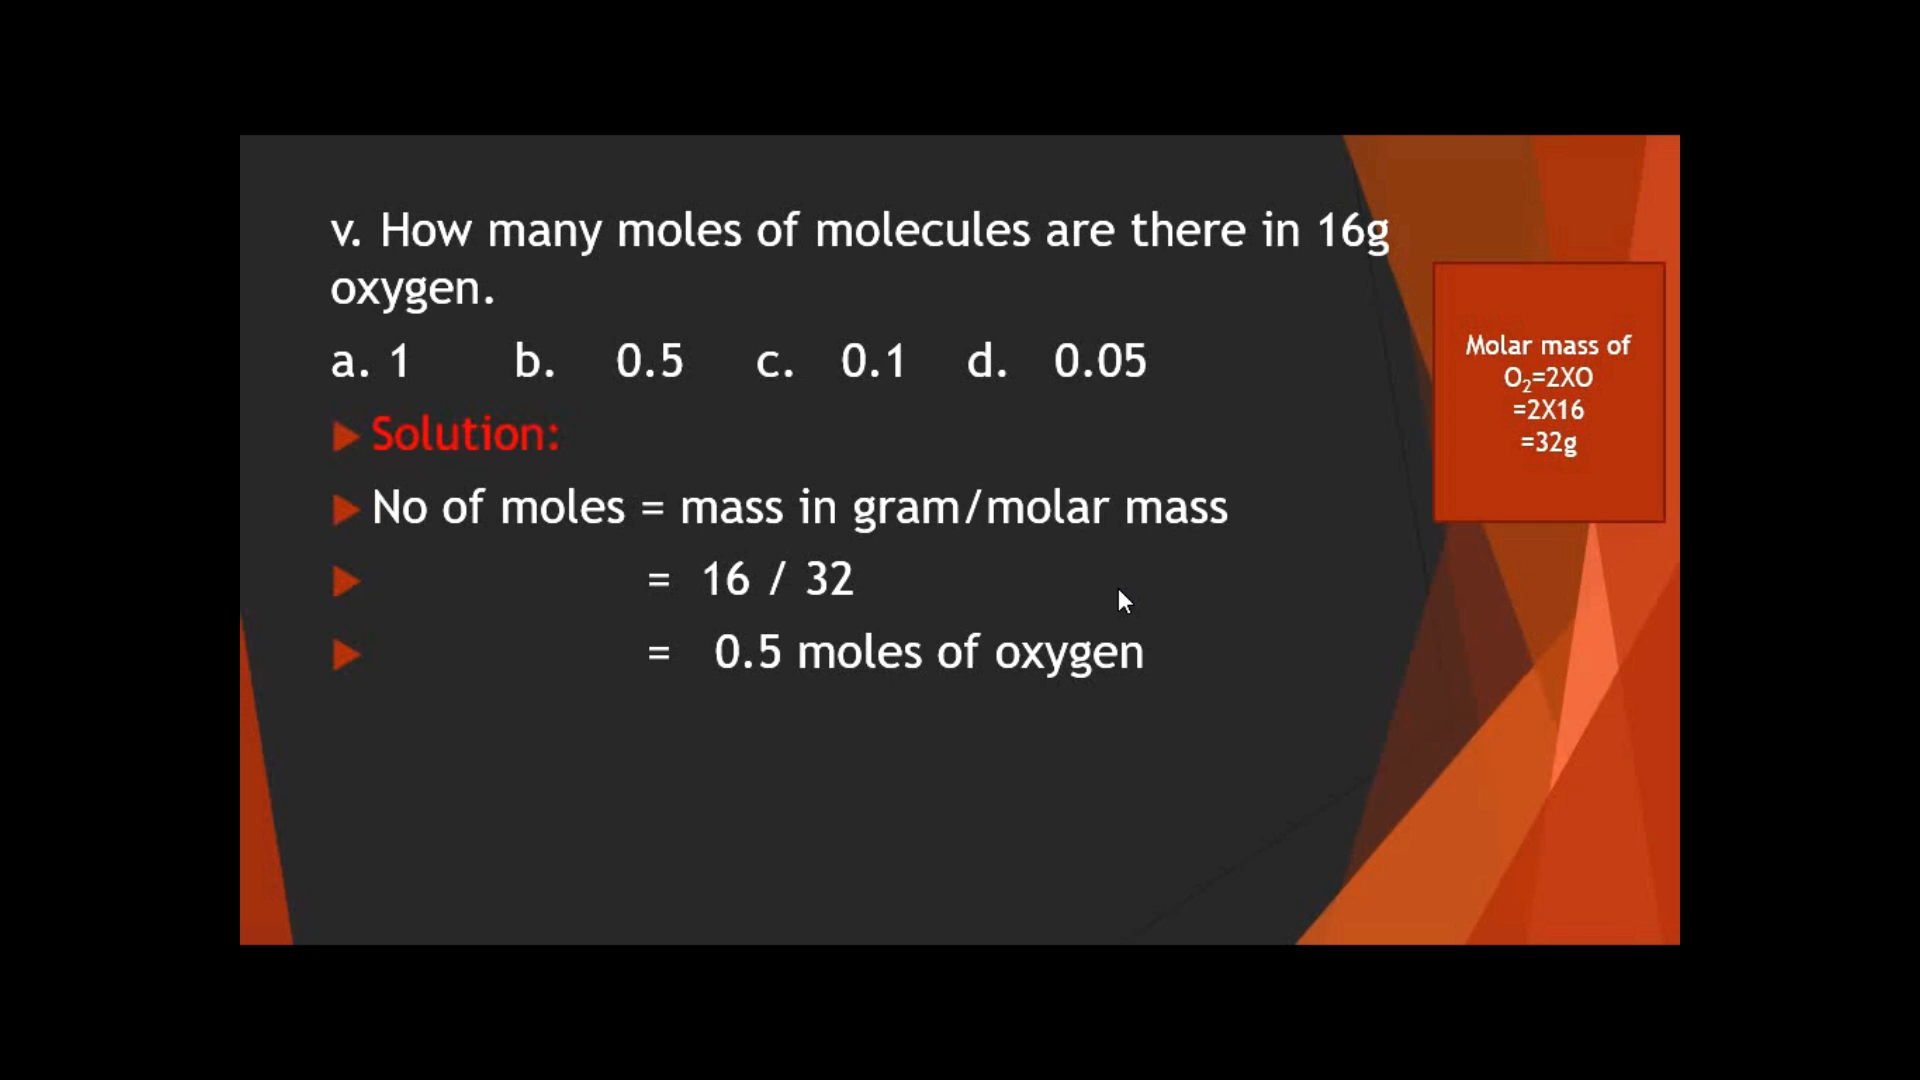 v. How many moles of molecules are there in 16g
oxygen.
a. 1 b. 0.5 c. 0.1 d. 0.05
Solution:
No of moles = mass in gram/molar mass
= 16 / 32
= 0.5 moles of oxygen
Molar mass of
O₂=2XO
=2X16
=32g